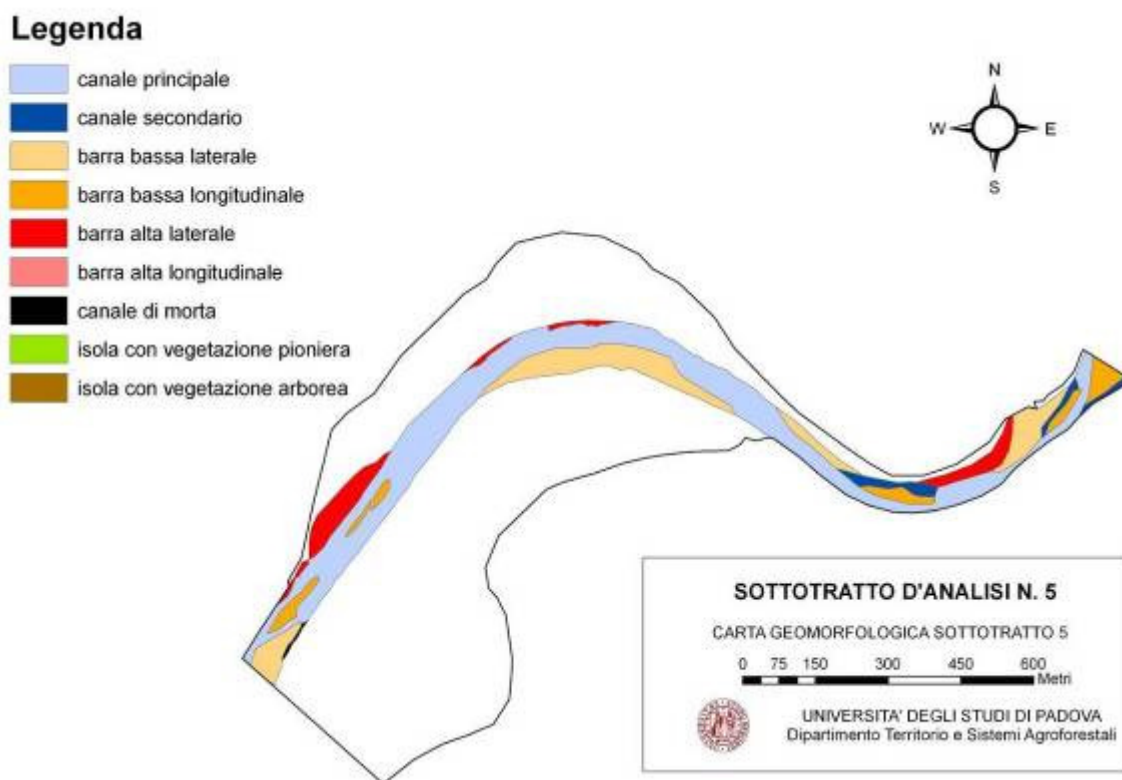 Legenda
canale principale
canale secondario
barra bassa laterale
barra bassa longitudinale
barra alta laterale
barra alta longitudinale
canale di morta
isola con vegetazione pioniera
isola con vegetazione arborea
N
W E
S
SOTTOTRATTO D'ANALISI N. 5
CARTA GEOMORFOLOGICA SOTTOTRATTO 5
0 75 150 300 450 600
Metri
UNIVERSITA' DEGLI STUDI DI PADOVA
Dipartimento Territorio e Sistemi Agroforestali